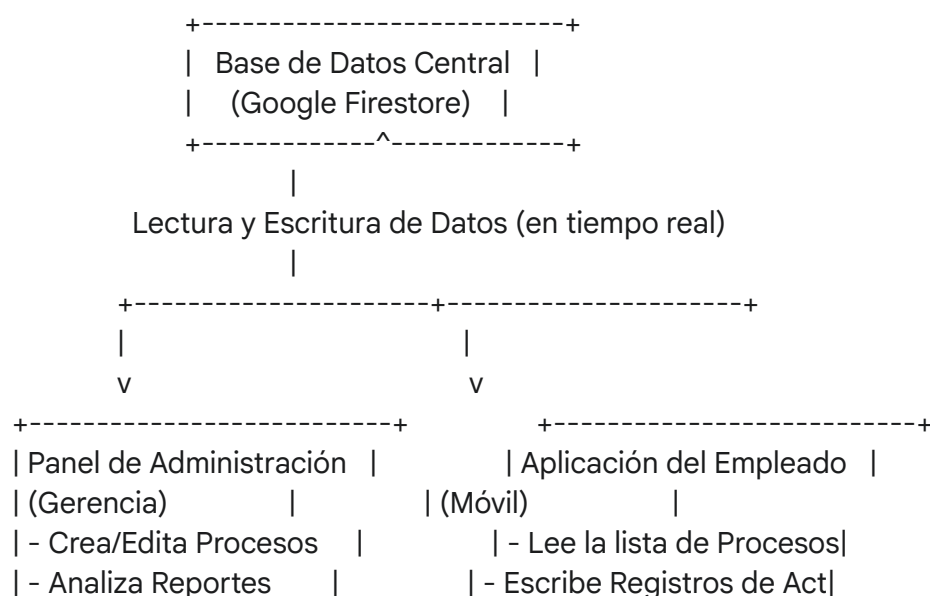 +---------------------------+
| Base de Datos Central |
| (Google Firestore) |
+-------------^-------------+
|
Lectura y Escritura de Datos (en tiempo real)
|
+----------------------+----------------------+
| |
v v
+---------------------------+ +---------------------------+
| Panel de Administración | | Aplicación del Empleado |
| (Gerencia) | | (Móvil) |
| - Crea/Edita Procesos | | - Lee la lista de Procesos|
| - Analiza Reportes | | - Escribe Registros de Act|